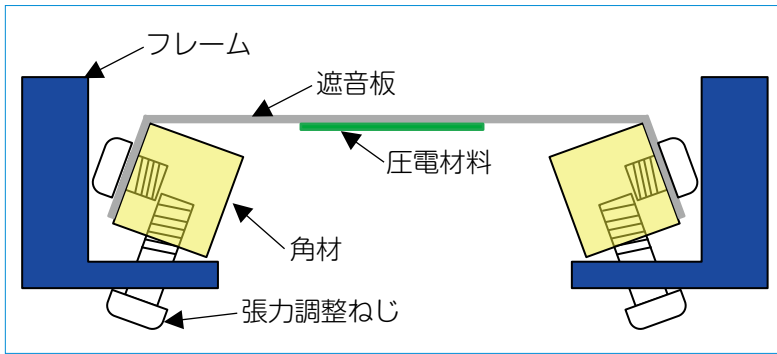 フレーム
遮音板
圧電材料
角材
張力調整ねじ